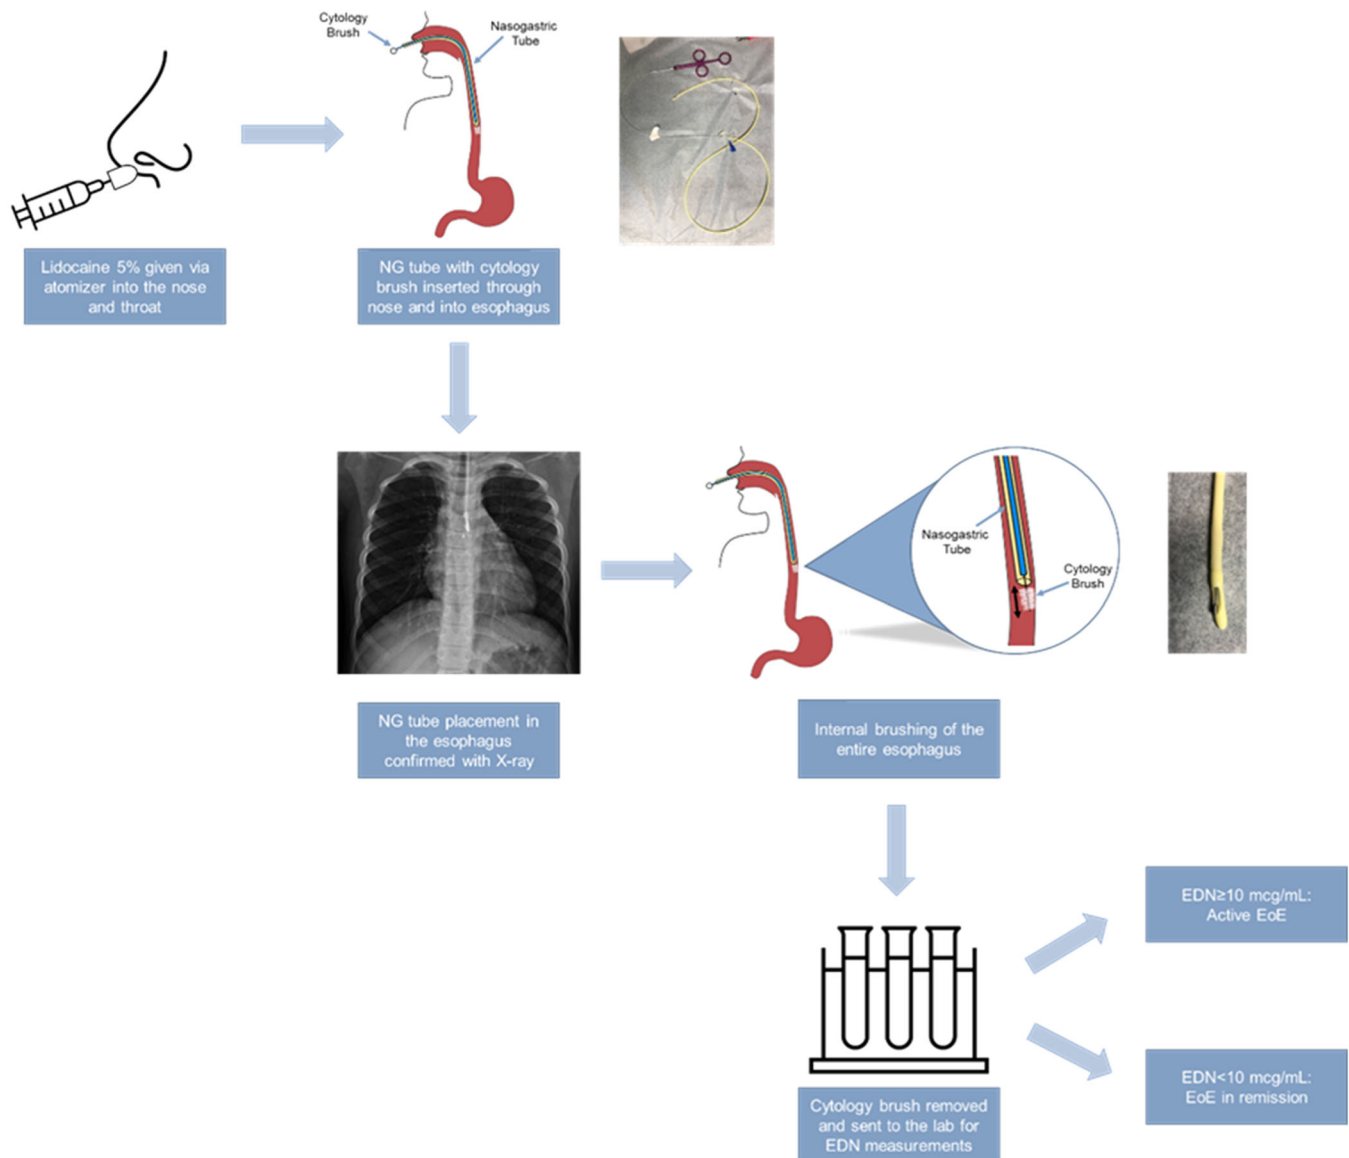 Cytology
Brush
Nasogastric
Tube
Lidocaine 5% given via
atomizer into the nose
and throat
NG tube with cytology
brush inserted through
nose and into esophagus
NG tube placement in
the esophagus
confirmed with X-ray
Nasogastric
Tube
Cytology
Brush
Internal brushing of the
entire esophagus
Cytology brush removed
and sent to the lab for
EDN measurements
EDN≥10 mcg/mL:
Active EoE
EDN<10 mcg/mL:
EoE in remission